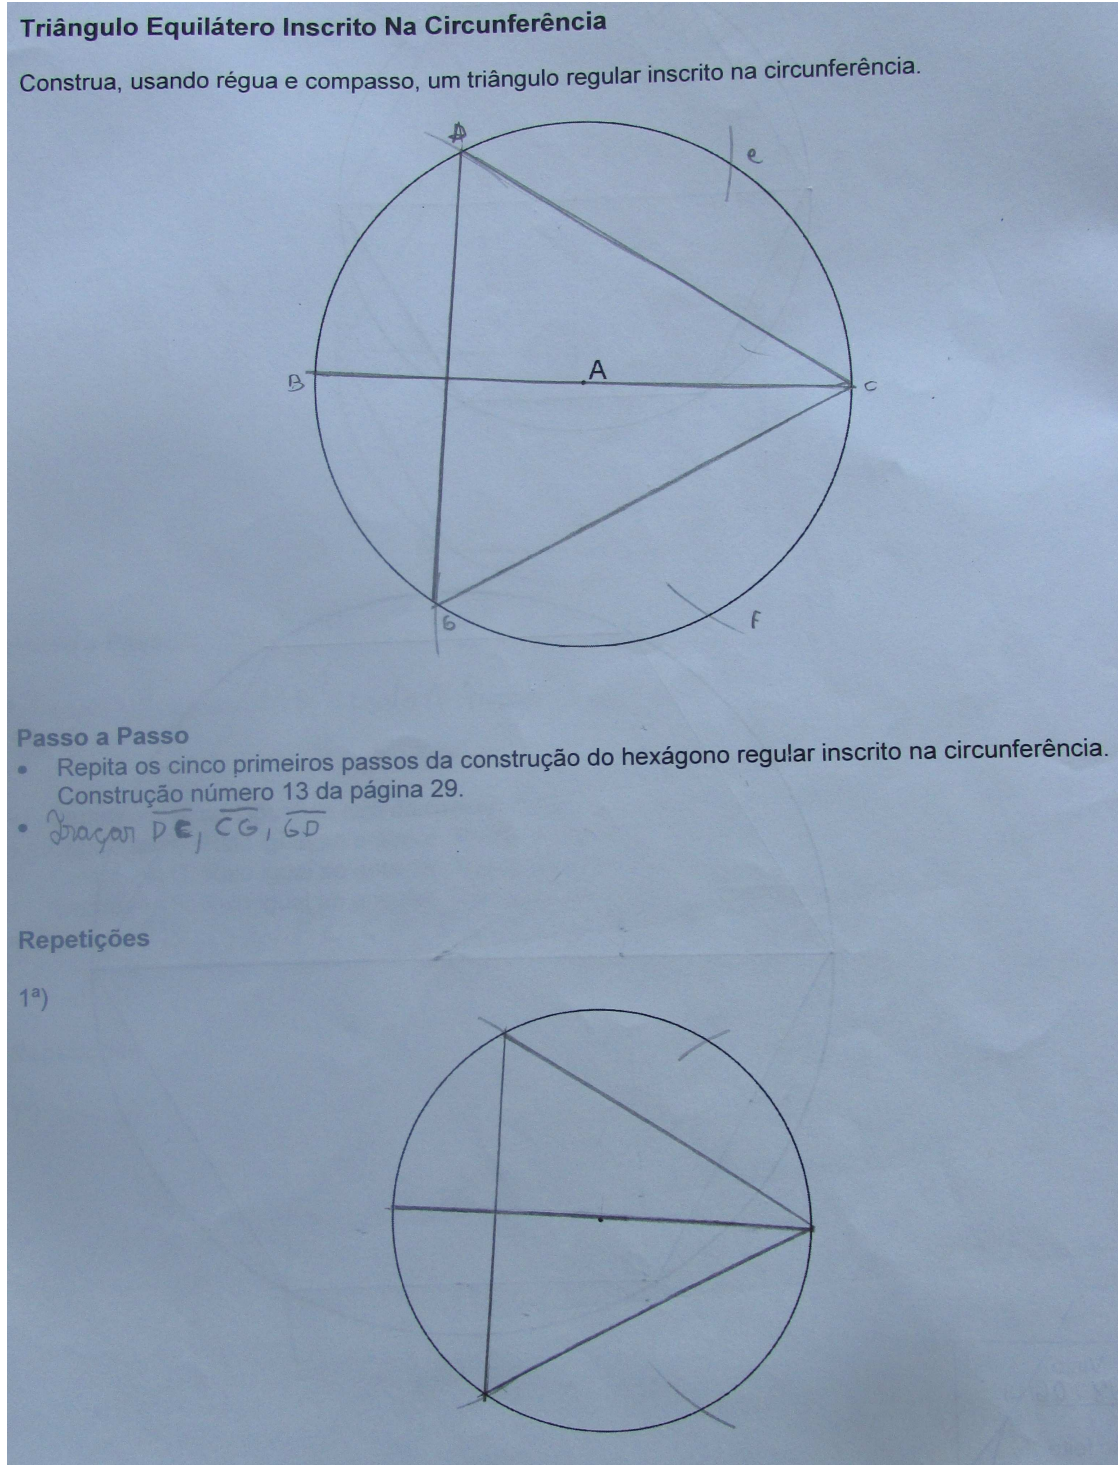 Triângulo Equilátero Inscrito Na Circunferência
Construa, usando régua e compasso, um triângulo regular inscrito na circunferência.
D
e
A
B
C
G
F
Passo a Passo
• Repita os cinco primeiros passos da construção do hexágono regular inscrito na circunferência.
Construção número 13 da página 29.
• Traçar DC, CG, GD
Repetições
1ª)